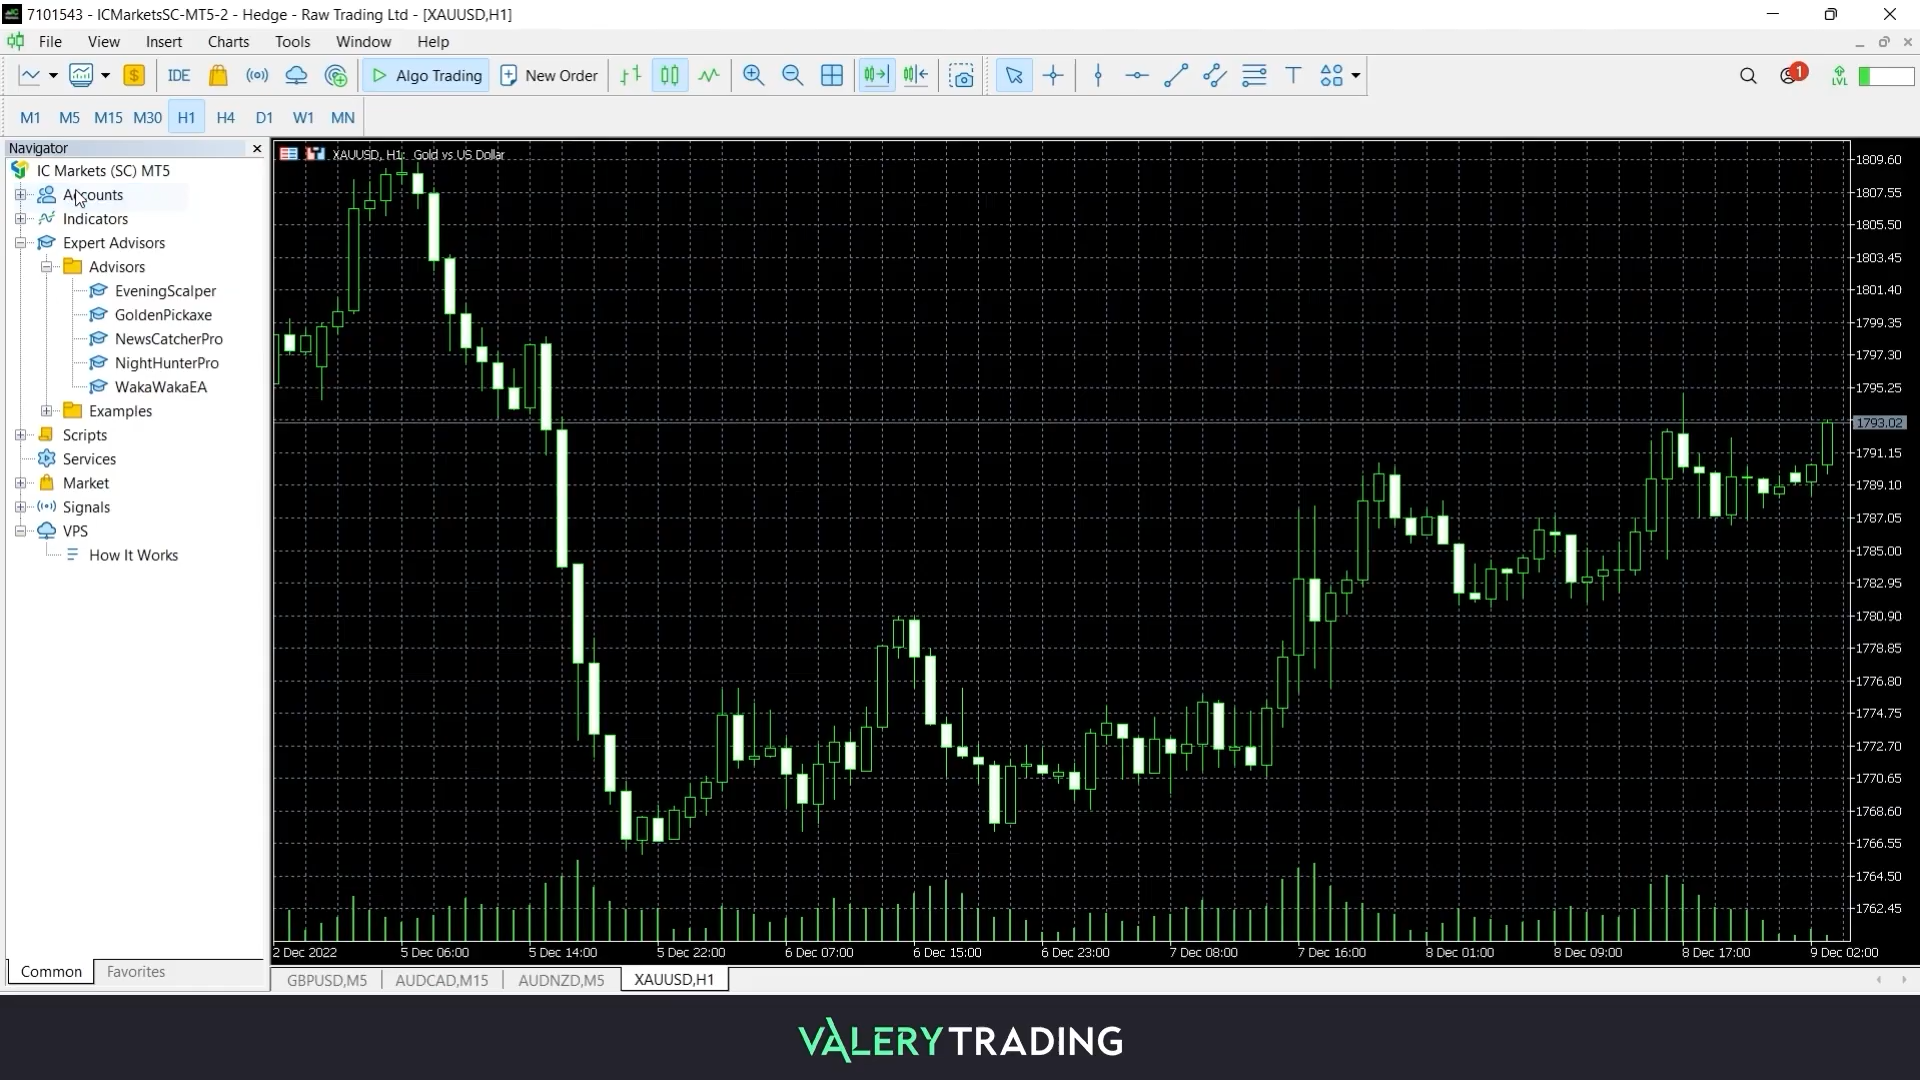 7101543 - ICMarketsSC-MT5-2 - Hedge - Raw Trading Ltd - [XAUUSD,H1]
File View Insert Charts Tools Window Help
IDE Algo Trading New Order 1 LVL
M1 M5 M15 M30 H1 H4 D1 W1 MN
Navigator
IC Markets (SC) MT5
Accounts
Indicators
Expert Advisors
Advisors
EveningScalper
GoldenPickaxe
NewsCatcherPro
NightHunterPro
WakaWakaEA
Examples
Scripts
Services
Market
Signals
VPS
How It Works
Common Favorites
XAUUSD, H1: Gold vs US Dollar
1809.60
1807.55
1805.50
1803.45
1801.40
1799.35
1797.30
1795.25
1793.02
1791.15
1789.10
1787.05
1785.00
1782.95
1780.90
1778.85
1776.80
1774.75
1772.70
1770.65
1768.60
1766.55
1764.50
1762.45
2 Dec 2022 5 Dec 06:00 5 Dec 14:00 5 Dec 22:00 6 Dec 07:00 6 Dec 15:00 6 Dec 23:00 7 Dec 08:00 7 Dec 16:00 8 Dec 01:00 8 Dec 09:00 8 Dec 17:00 9 Dec 02:00
GBPUSD,M5 AUDCAD,M15 AUDNZD,M5 XAUUSD,H1
VALERYTRADING